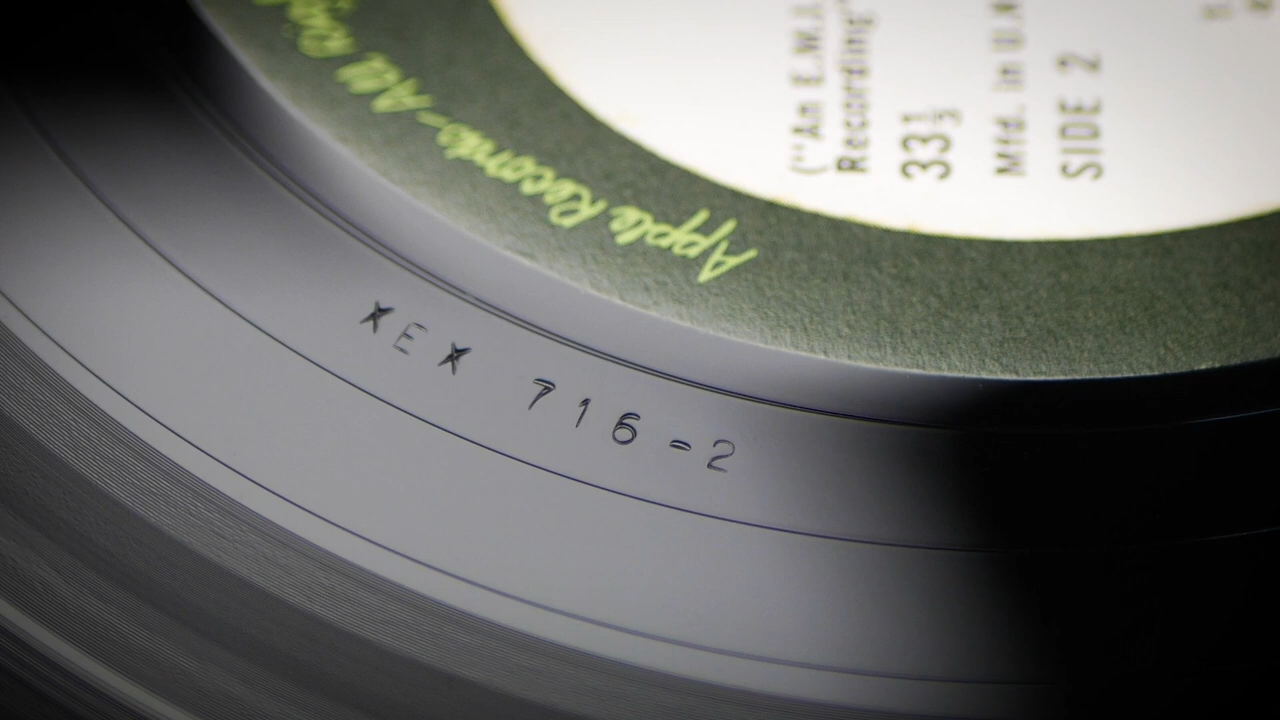 Apple Records-All
("An E.M.I.
Recording"
33⅓
Mfd. in U.K
SIDE 2
XEX 716-2